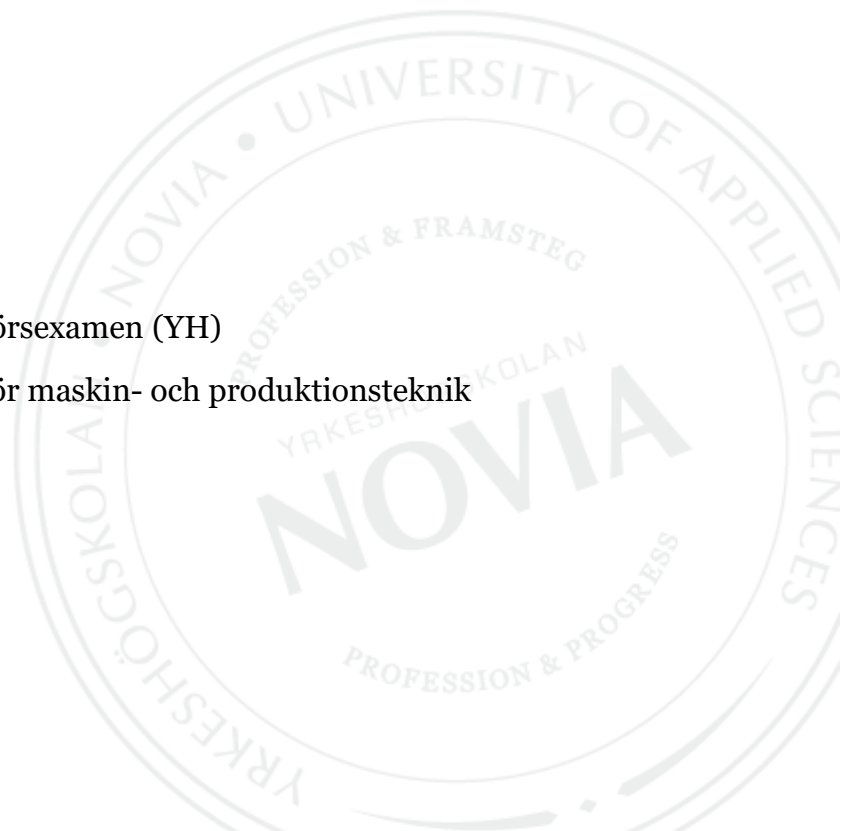 UNIVERSITY OF APPLIED SCIENCES
YRKESHÖGSKOLAN • NOVIA •
PROFESSION & FRAMSTEG
YRKESHÖGSKOLAN
NOVIA
PROFESSION & PROGRESS
örsexamen (YH)
ör maskin- och produktionsteknik